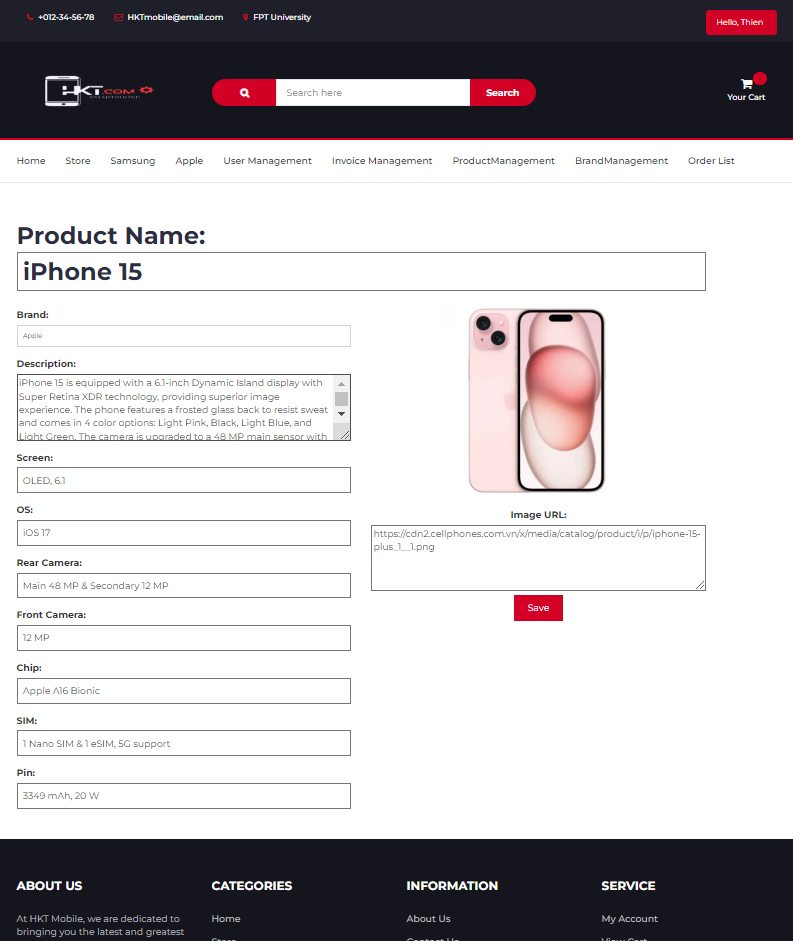 +012-34-56-78 HKTmobile@email.com FPT University
Hello, Thien
HKT.COM
Search here
Search
Your Cart
Home Store Samsung Apple User Management Invoice Management ProductManagement BrandManagement Order List
Product Name:
iPhone 15
Brand:
Apple
Description:
iPhone 15 is equipped with a 6.1-inch Dynamic Island display with
Super Retina XDR technology, providing superior image
experience. The phone features a frosted glass back to resist sweat
and comes in 4 color options: Light Pink, Black, Light Blue, and
Light Green. The camera is upgraded to a 48 MP main sensor with
Screen:
OLED, 6.1
OS:
iOS 17
Rear Camera:
Main 48 MP & Secondary 12 MP
Front Camera:
12 MP
Chip:
Apple A16 Bionic
SIM:
1 Nano SIM & 1 eSIM, 5G support
Pin:
3349 mAh, 20 W
Image URL:
https://cdn2.cellphones.com.vn/x/media/catalog/product/i/p/iphone-15-
plus_1__1.png
Save
ABOUT US
At HKT Mobile, we are dedicated to
bringing you the latest and greatest
CATEGORIES
Home
Store
INFORMATION
About Us
Contact Us
SERVICE
My Account
View Cart